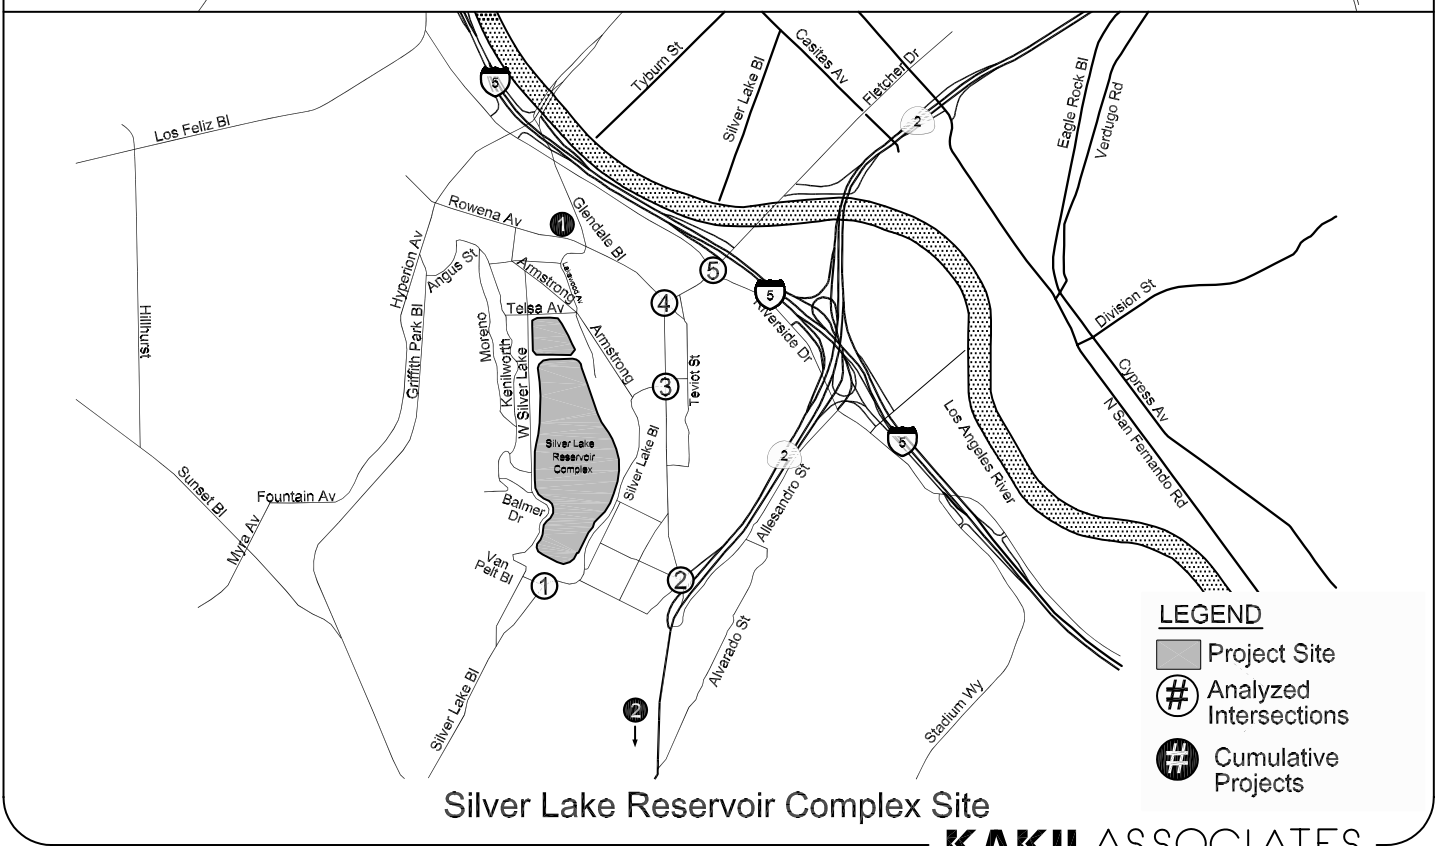 Tyburn St
Silver Lake Bl
Casitas Av
Fletcher Dr
Eagle Rock Bl
Verdugo Rd
5
2
Los Feliz Bl
Rowena Av
1
Glendale Bl
Hyperion Av
Angus St
Armstrong
Lakewood Av
5
5
4
Riverside Dr
Division St
Hillhurst
Griffith Park Bl
Moreno
Telsa Av
Kenilworth
W Silver Lake
Armstrong
3
Teviot St
Cypress Av
N San Fernando Rd
Los Angeles River
5
2
Silver Lake
Reservoir
Complex
Silver Lake Bl
Allesandro St
Sunset Bl
Fountain Av
Myra Av
Balmer
Dr
Van
Pelt Bl
1
2
Alvarado St
Silver Lake Bl
2
Stadium Wy
LEGEND
Project Site
# Analyzed
Intersections
# Cumulative
Projects
Silver Lake Reservoir Complex Site
KAKU ASSOCIATES